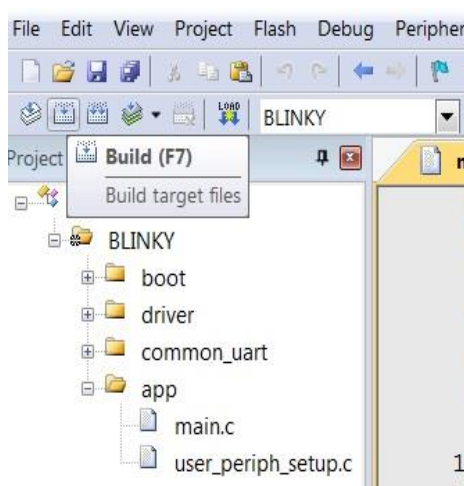 File Edit View Project Flash Debug Peripher
LOAD BLINKY
Project
Build (F7)
Build target files
BLINKY
boot
driver
common_uart
app
main.c
user_periph_setup.c
1